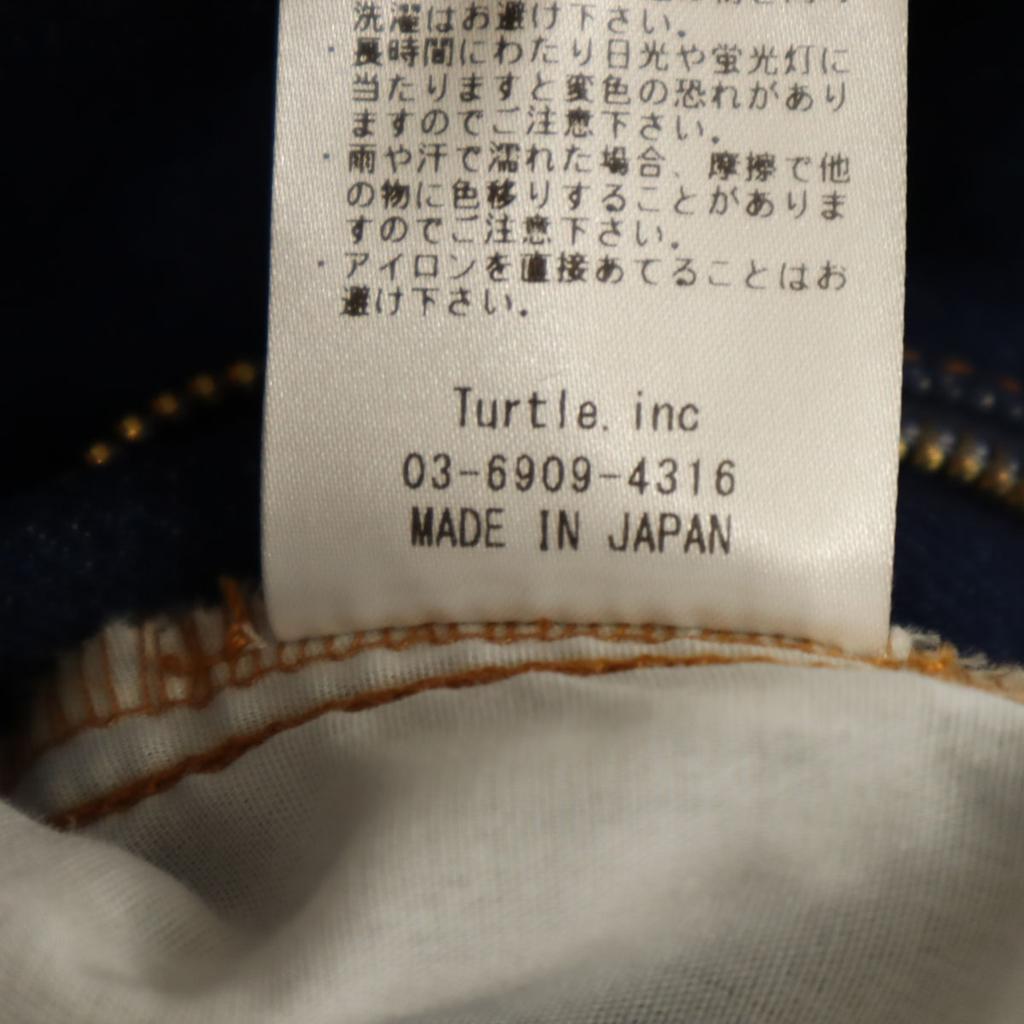 洗濯はお避け下さい。
・長時間にわたり日光や蛍光灯に
当たりますと変色の恐れがあり
ますのでご注意下さい。
・雨や汗で濡れた場合、摩擦で他
の物に色移りすることがありま
すのでご注意下さい。
・アイロンを直接あてることはお
避け下さい。
Turtle. inc
03-6909-4316
MADE IN JAPAN